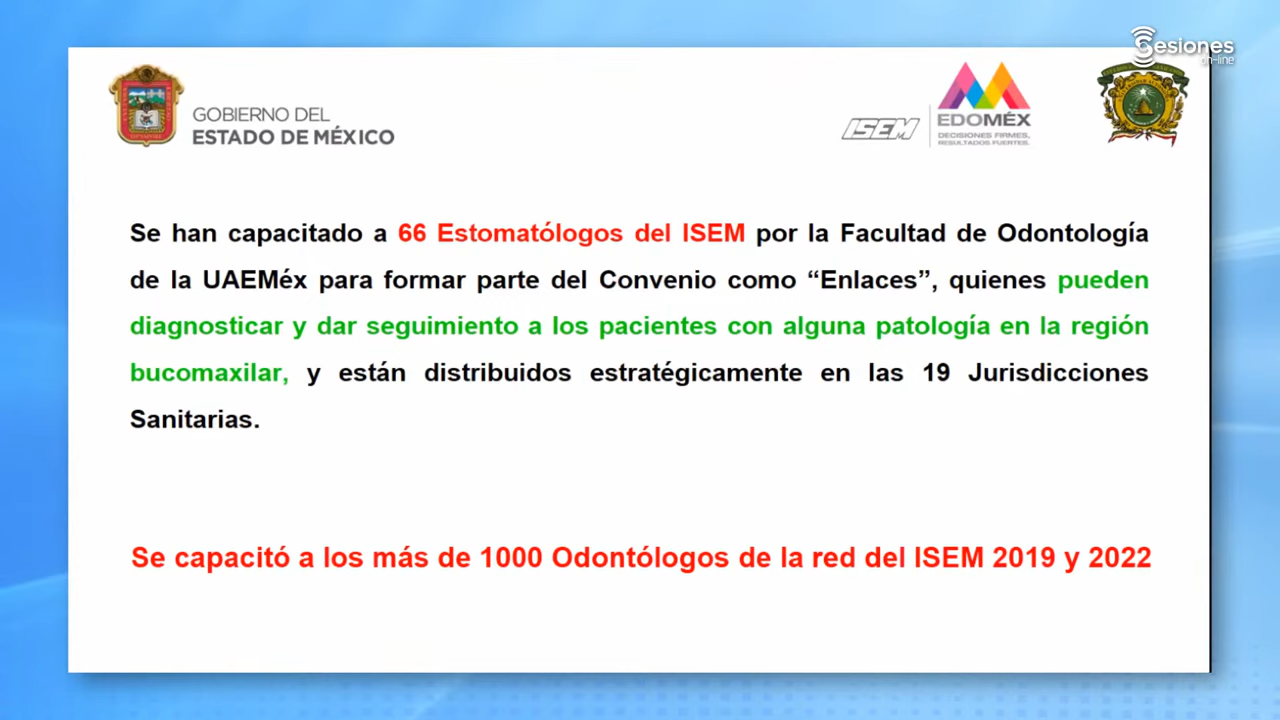 Sesiones
on-line
GOBIERNO DEL
ESTADO DE MÉXICO
ISEM
EDOMÉX
DECISIONES FIRMES,
RESULTADOS FUERTES.
Se han capacitado a 66 Estomatólogos del ISEM por la Facultad de Odontología
de la UAEMéx para formar parte del Convenio como “Enlaces”, quienes pueden
diagnosticar y dar seguimiento a los pacientes con alguna patología en la región
bucomaxilar, y están distribuidos estratégicamente en las 19 Jurisdicciones
Sanitarias.
Se capacitó a los más de 1000 Odontólogos de la red del ISEM 2019 y 2022